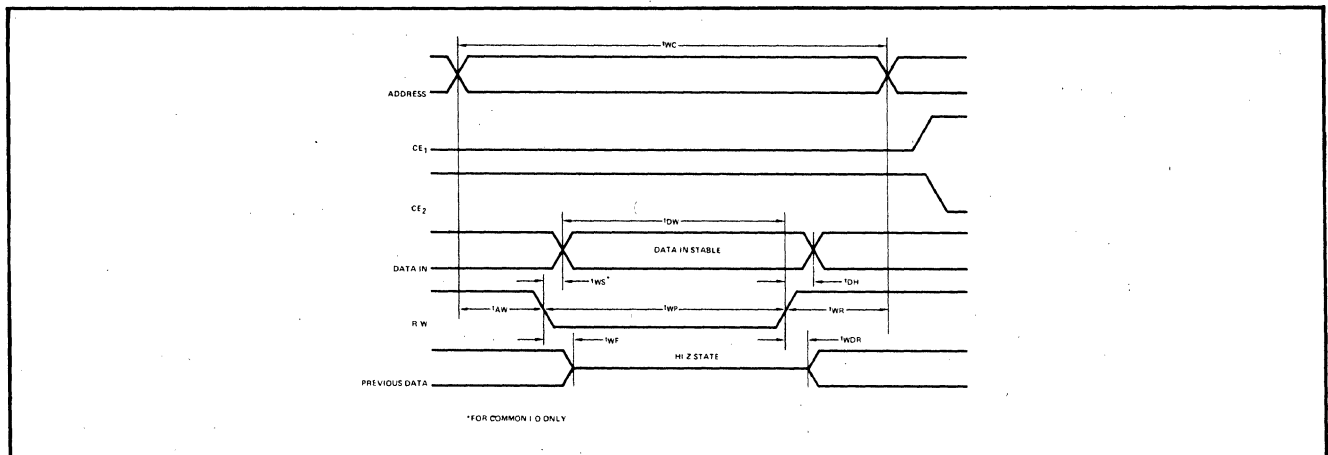 tWC
ADDRESS
CE1
CE2
tDW
DATA IN STABLE
DATA IN
tWS*
tDH
tAW
tWP
tWR
R W
tWF
HI Z STATE
tWDR
PREVIOUS DATA
*FOR COMMON I O ONLY